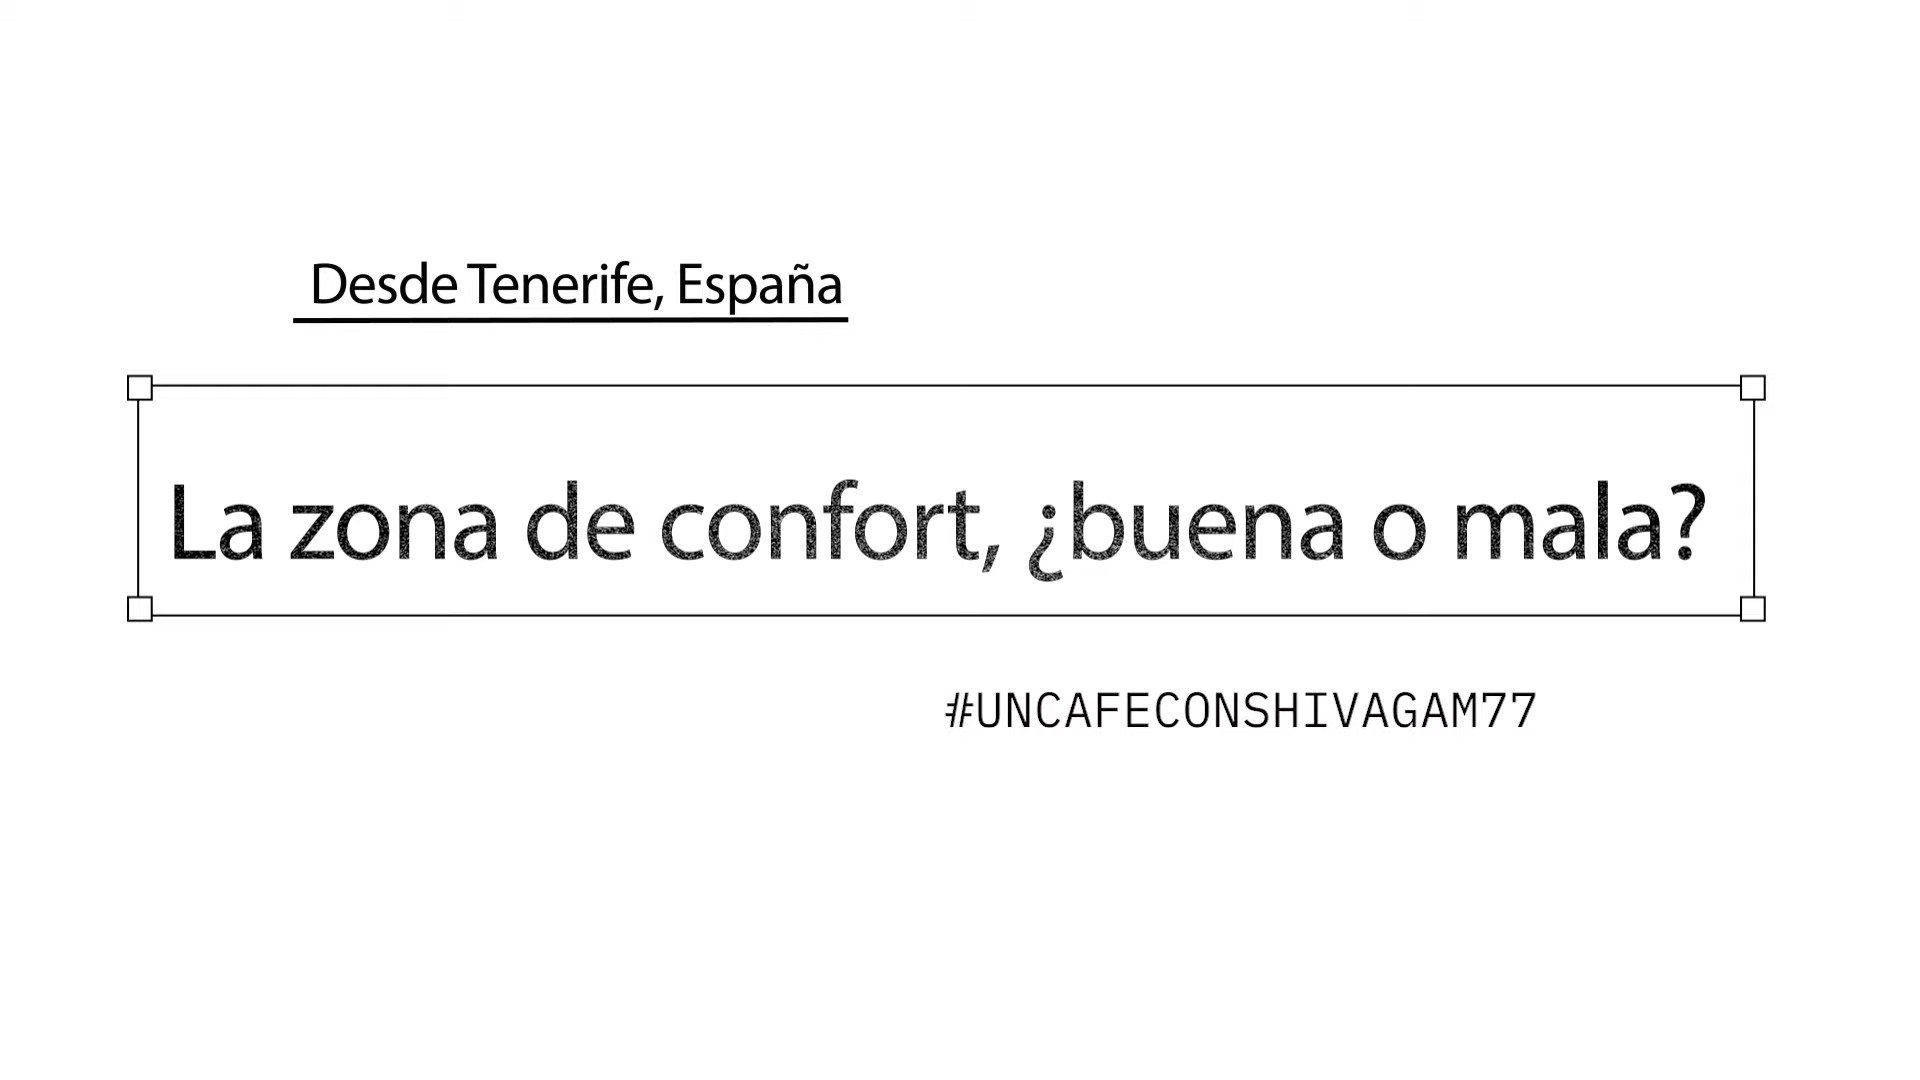 Desde Tenerife, España
La zona de confort, ¿buena o mala?
#UNCAFECONSHIVAGAM77